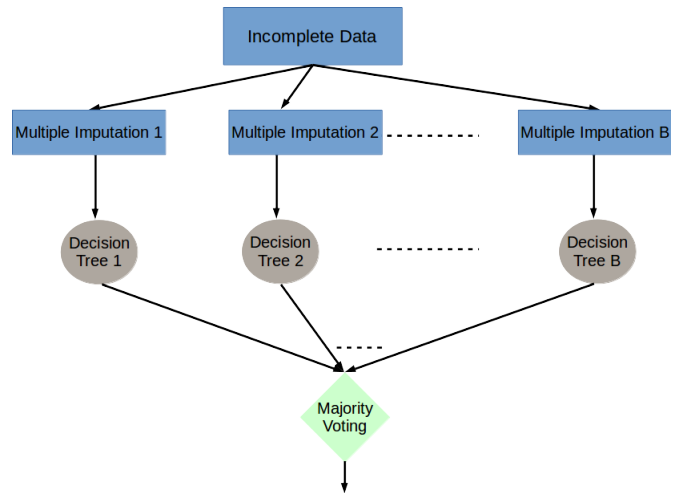 Incomplete Data
Multiple Imputation 1
Multiple Imputation 2
Multiple Imputation B
Decision
Tree 1
Decision
Tree 2
Decision
Tree B
Majority
Voting